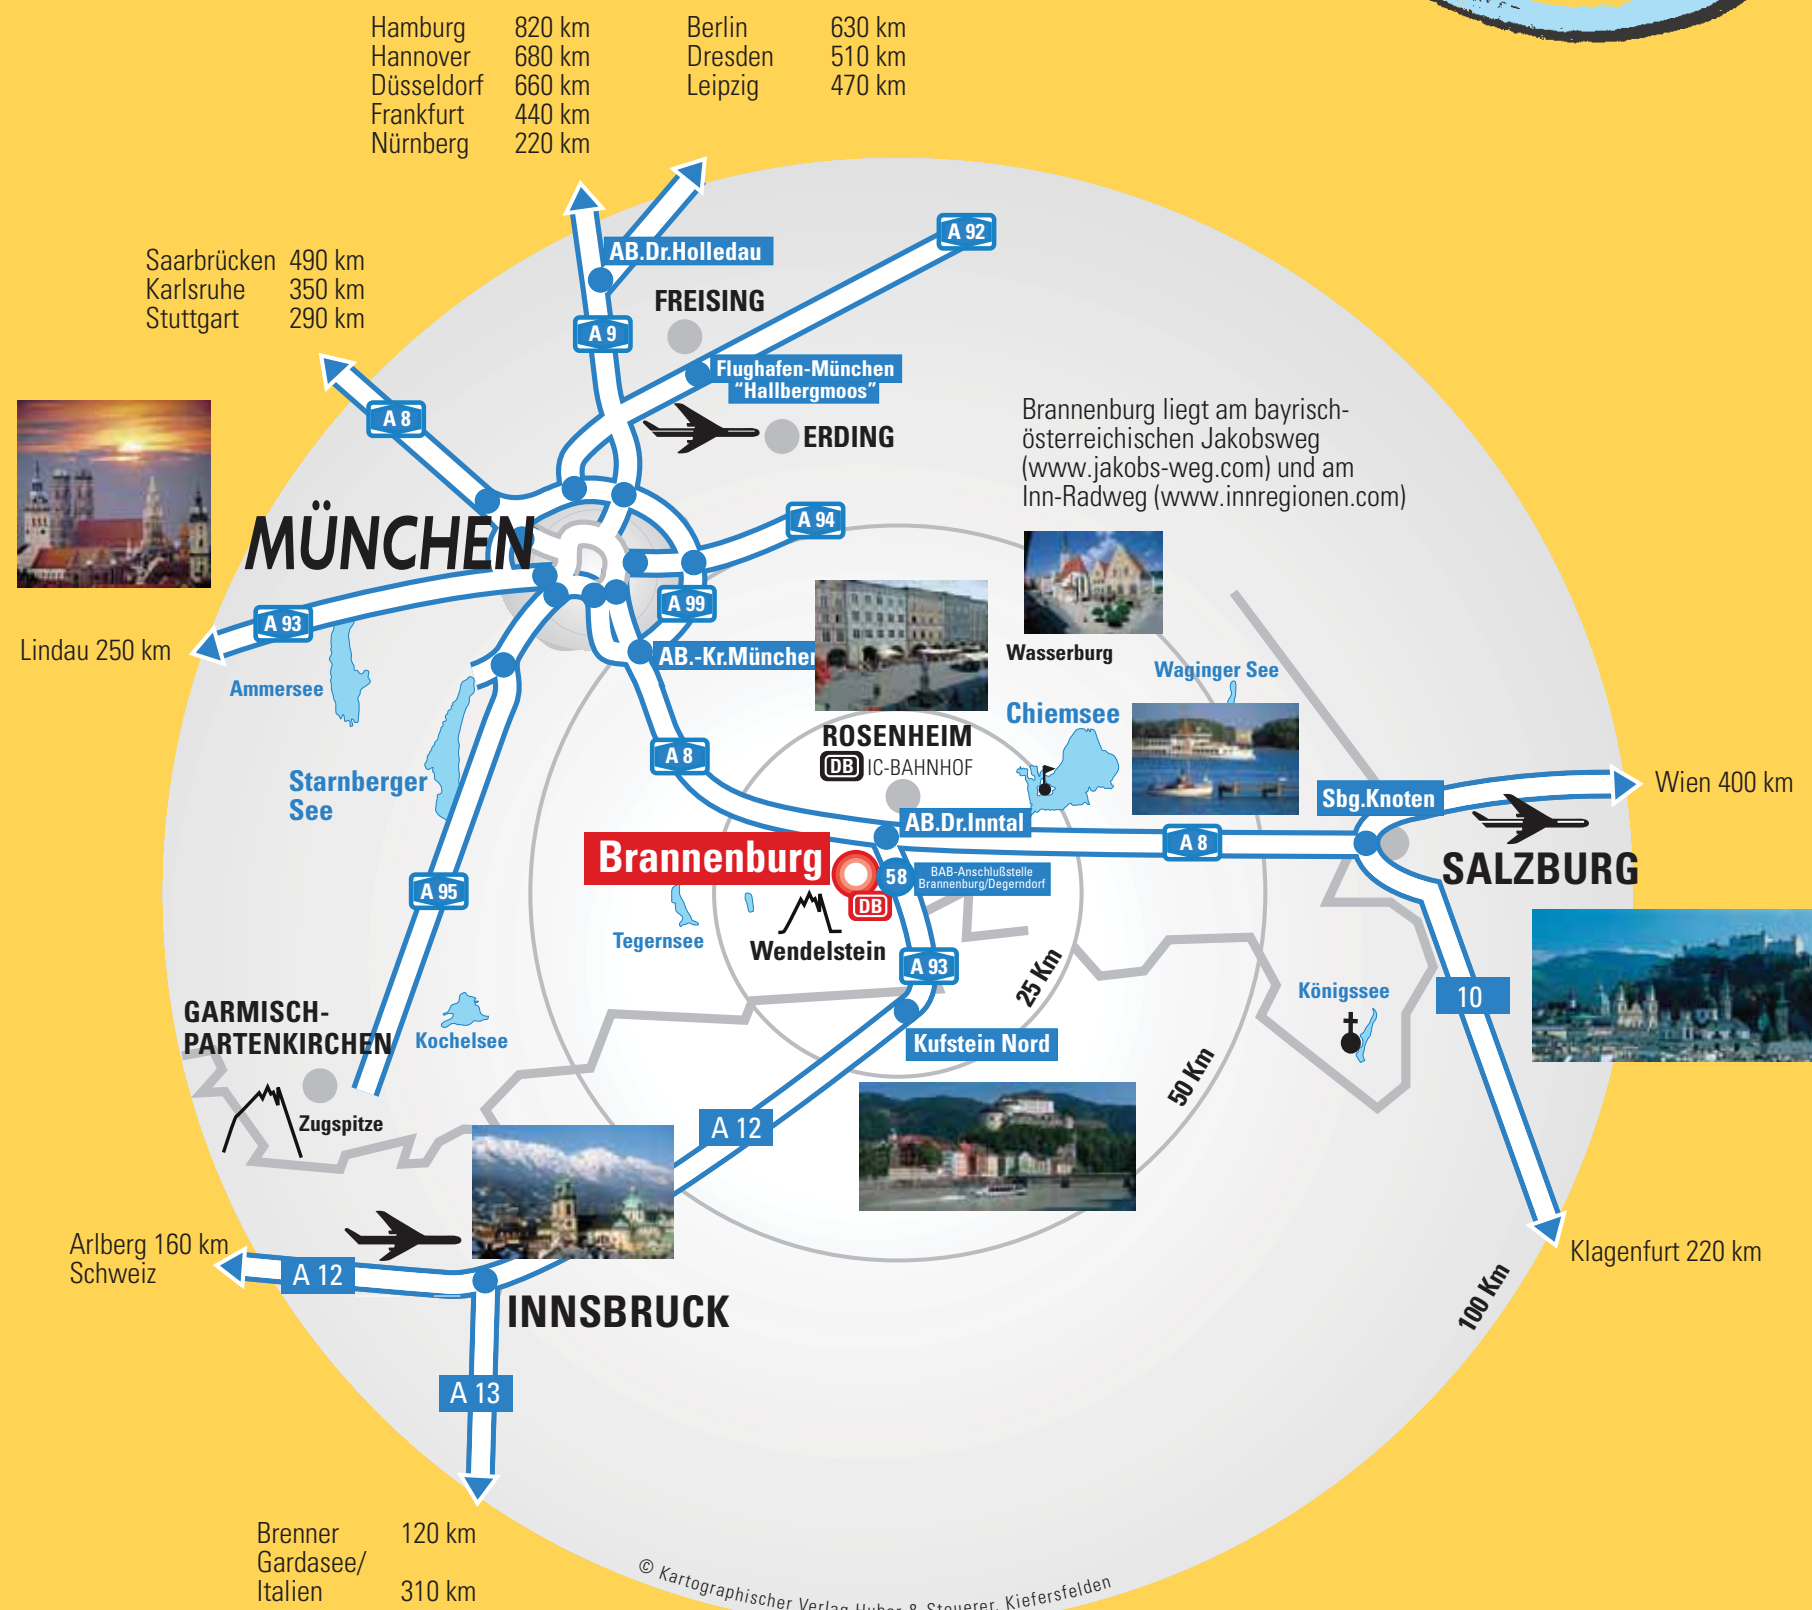 Hamburg 820 km
Hannover 680 km
Düsseldorf 660 km
Frankfurt 440 km
Nürnberg 220 km
Berlin 630 km
Dresden 510 km
Leipzig 470 km
Saarbrücken 490 km
Karlsruhe 350 km
Stuttgart 290 km
A 92
AB.Dr.Holledau
FREISING
A 9
Flughafen-München
“Hallbergmoos”
A 8
ERDING
Brannenburg liegt am bayrisch-
österreichischen Jakobsweg
(www.jakobs-weg.com) und am
Inn-Radweg (www.innregionen.com)
MÜNCHEN
A 94
A 99
A 93
Lindau 250 km
AB.-Kr.München
Wasserburg
Waginger See
Ammersee
Chiemsee
ROSENHEIM
DB IC-BAHNHOF
A 8
Starnberger
See
Wien 400 km
Sbg.Knoten
AB.Dr.Inntal
A 8
Brannenburg
58
BAB-Anschlußstelle
Brannenburg/Degerndorf
SALZBURG
A 95
DB
Tegernsee
Wendelstein
A 93
25 Km
Königssee
10
GARMISCH-
PARTENKIRCHEN
Kochelsee
Kufstein Nord
50 Km
Zugspitze
A 12
Arlberg 160 km
Schweiz
A 12
Klagenfurt 220 km
INNSBRUCK
100 Km
A 13
Brenner 120 km
Gardasee/
Italien 310 km
© Kartographischer Verlag Huber & Steuerer, Kiefersfelden